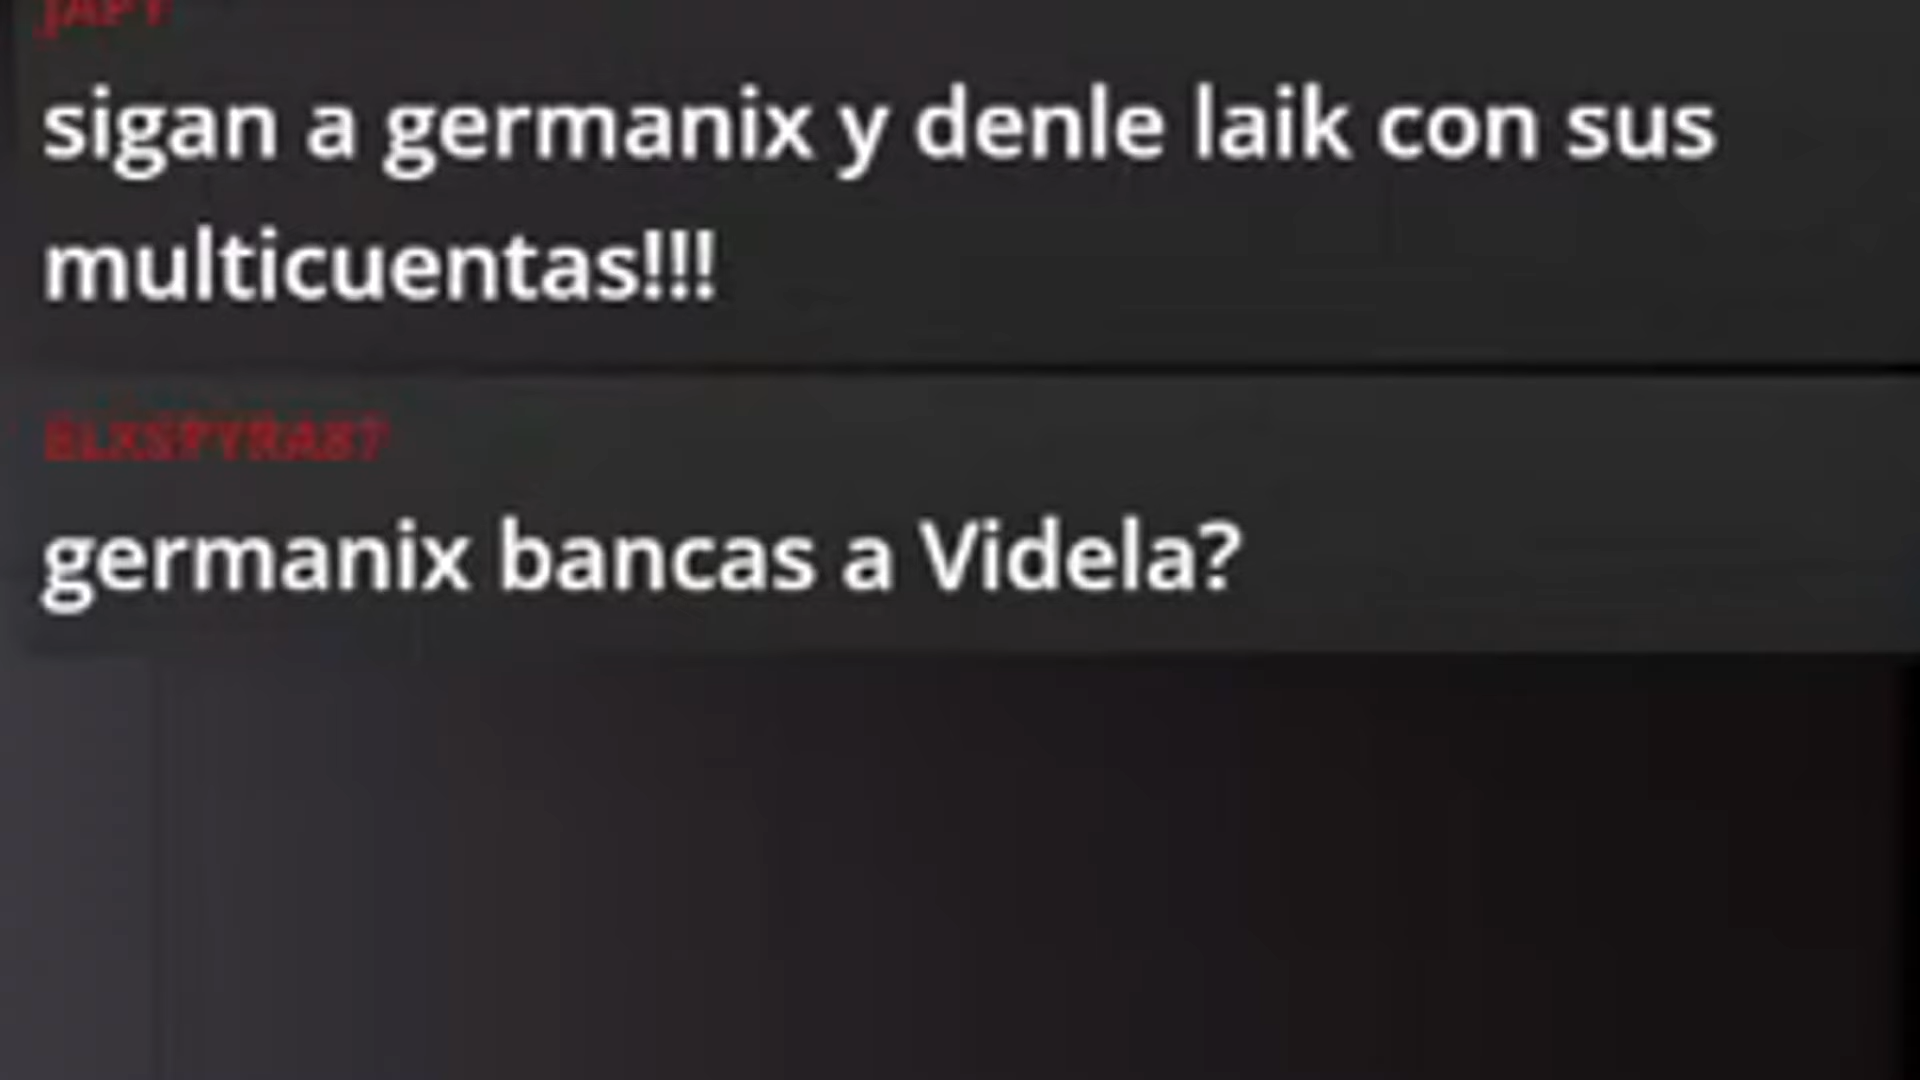 sigan a germanix y denle laik con sus
multicuentas!!!
germanix bancas a Videla?